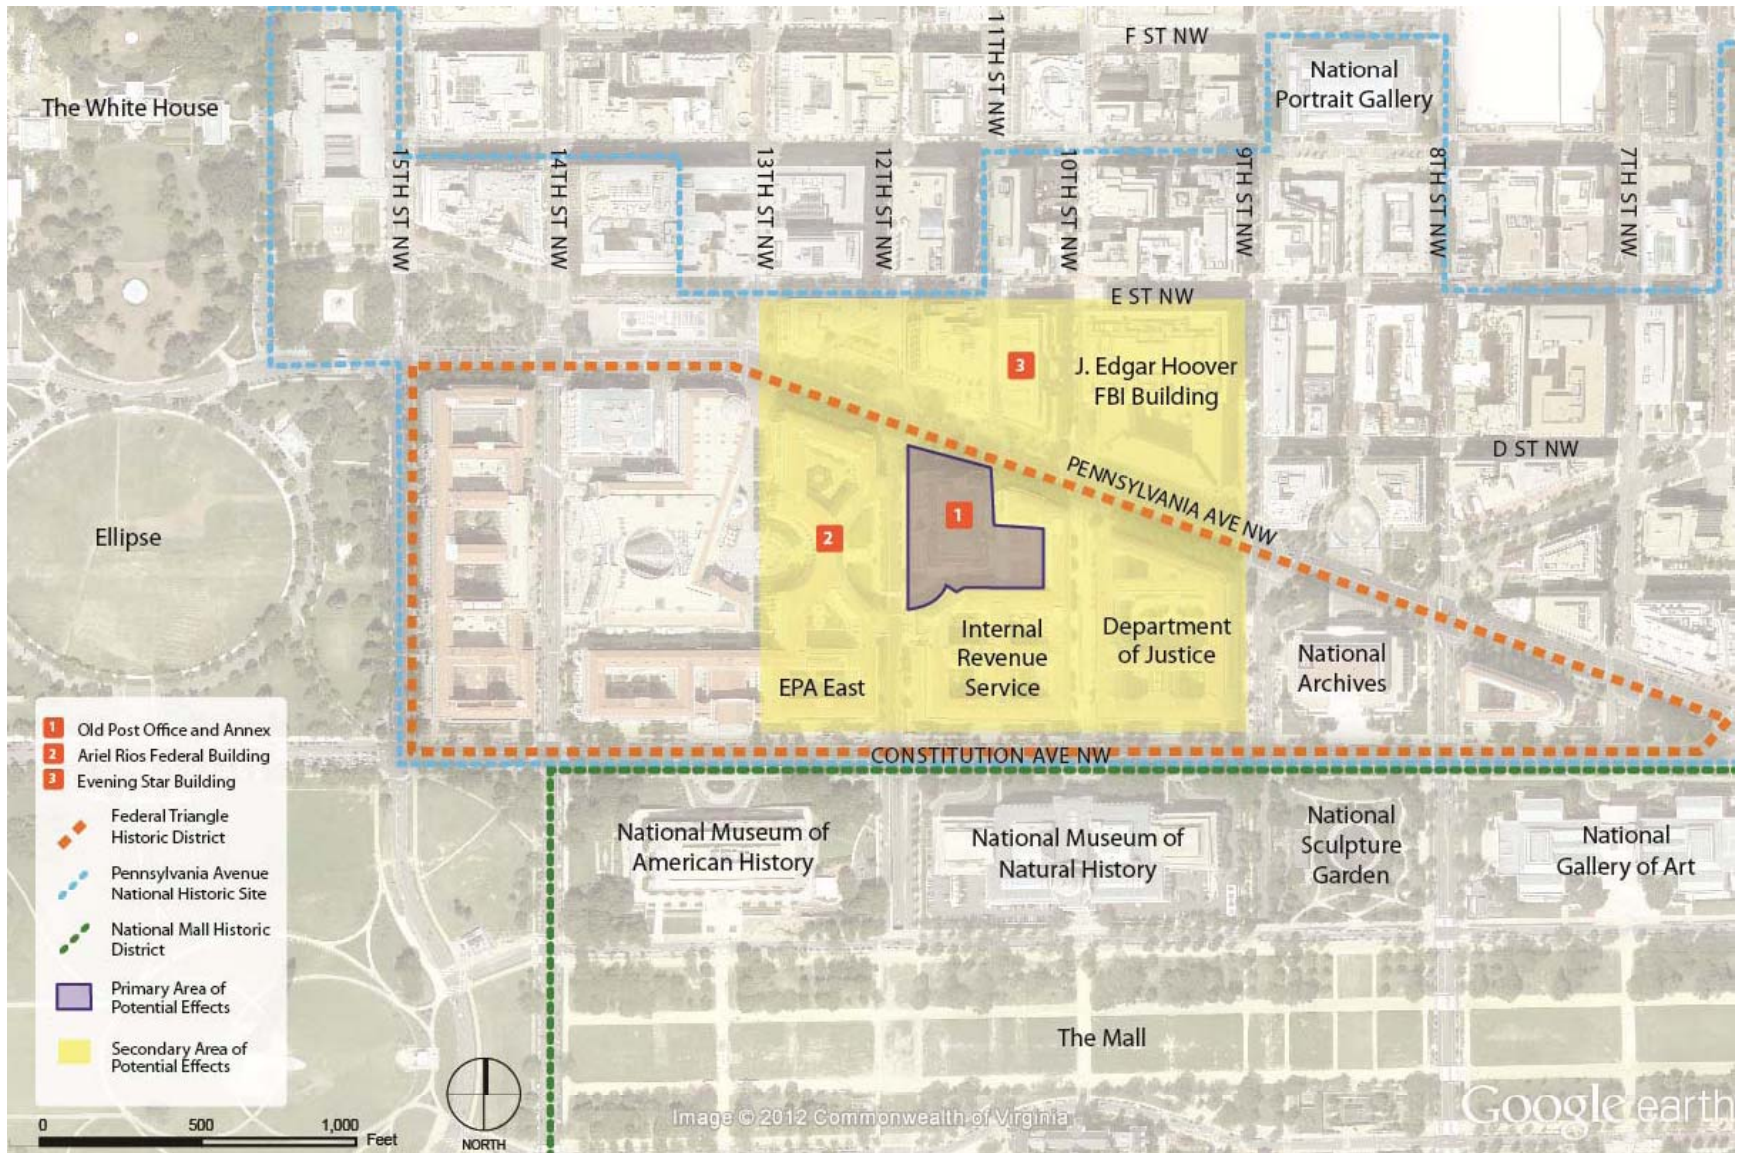 F ST NW
11TH ST NW
National
Portrait Gallery
The White House
15TH ST NW
14TH ST NW
13TH ST NW
12TH ST NW
10TH ST NW
9TH ST NW
8TH ST NW
7TH ST NW
E ST NW
3
J. Edgar Hoover
FBI Building
D ST NW
PENNSYLVANIA AVE NW
1
2
Ellipse
Internal
Revenue
Service
Department
of Justice
National
Archives
EPA East
CONSTITUTION AVE NW
1 Old Post Office and Annex
2 Ariel Rios Federal Building
3 Evening Star Building
Federal Triangle
Historic District
Pennsylvania Avenue
National Historic Site
National Mall Historic
District
Primary Area of
Potential Effects
Secondary Area of
Potential Effects
National Museum of
American History
National Museum of
Natural History
National
Sculpture
Garden
National
Gallery of Art
The Mall
0 500 1,000 Feet
NORTH
Image © 2012 Commonwealth of Virginia
Google earth